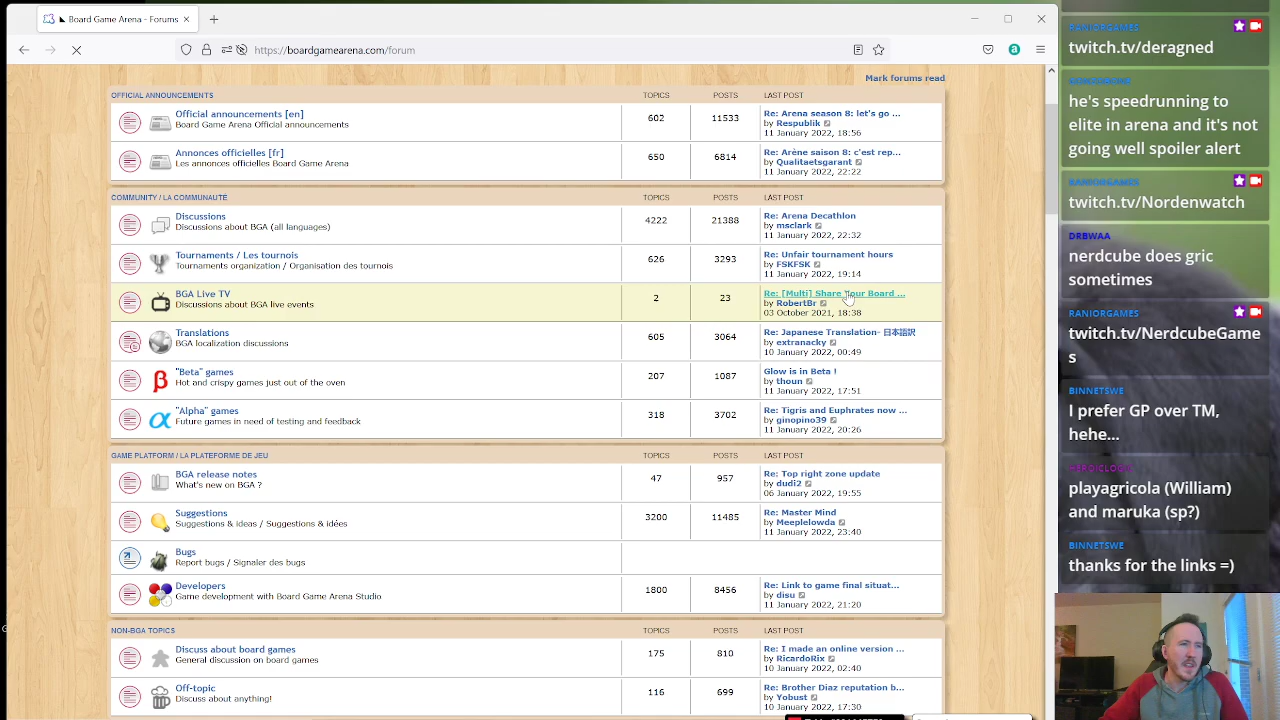 Board Game Arena - Forums
https://boardgamearena.com/forum
Mark forums read
OFFICIAL ANNOUNCEMENTS TOPICS POSTS LAST POST
Official announcements [en]
Board Game Arena Official announcements
602 11533
Re: Arena season 8: let's go ...
by Respublik
11 January 2022, 18:56
Annonces officielles [fr]
Les annonces officielles Board Game Arena
650 6814
Re: Arène saison 8: c'est rep...
by Qualitaetsgarant
11 January 2022, 22:22
COMMUNITY / LA COMMUNAUTÉ TOPICS POSTS LAST POST
Discussions
Discussions about BGA (all languages)
4222 21388
Re: Arena Decathlon
by msclark
11 January 2022, 22:32
Tournaments / Les tournois
Tournaments organization / Organisation des tournois
626 3293
Re: Unfair tournament hours
by FSKFSK
11 January 2022, 19:14
BGA Live TV
Discussions about BGA live events.
2 23
Re: [Multi] Share Your Board ...
by RobertBr
03 October 2021, 18:38
Translations
BGA localization discussions
605 3064
Re: Japanese Translation- 日本語訳
by extranacky
10 January 2022, 00:49
"Beta" games
Hot and crispy games just out of the oven
207 1087
Glow is in Beta !
by thoun
11 January 2022, 17:51
"Alpha" games
Future games in need of testing and feedback
318 3702
Re: Tigris and Euphrates now ...
by ginopino39
11 January 2022, 20:26
GAME PLATFORM / LA PLATEFORME DE JEU TOPICS POSTS LAST POST
BGA release notes
What's new on BGA ?
47 957
Re: Top right zone update
by dudi2
06 January 2022, 19:55
Suggestions
Suggestions & ideas / Suggestions & idées
3200 11485
Re: Master Mind
by Meeplelowda
11 January 2022, 23:40
Bugs
Report bugs / Signaler des bugs
Developers
Game development with Board Game Arena Studio
1800 8456
Re: Link to game final situat...
by disu
11 January 2022, 21:20
NON-BGA TOPICS TOPICS POSTS LAST POST
Discuss about board games
General discussion on board games
175 810
Re: I made an online version ...
by RicardoRix
10 January 2022, 02:40
Off-topic
Discuss about anything!
116 699
Re: Brother Diaz reputation b...
by Yobust
10 January 2022, 17:30
RANIORGAMES
twitch.tv/deragned
he's speedrunning to
elite in arena and it's not
going well spoiler alert
RANIORGAMES
twitch.tv/Nordenwatch
DRBWAA
nerdcube does gric
sometimes
RANIORGAMES
twitch.tv/NerdcubeGame
s
BINNETSWE
I prefer GP over TM,
hehe...
playagricola (William)
and maruka (sp?)
BINNETSWE
thanks for the links =)